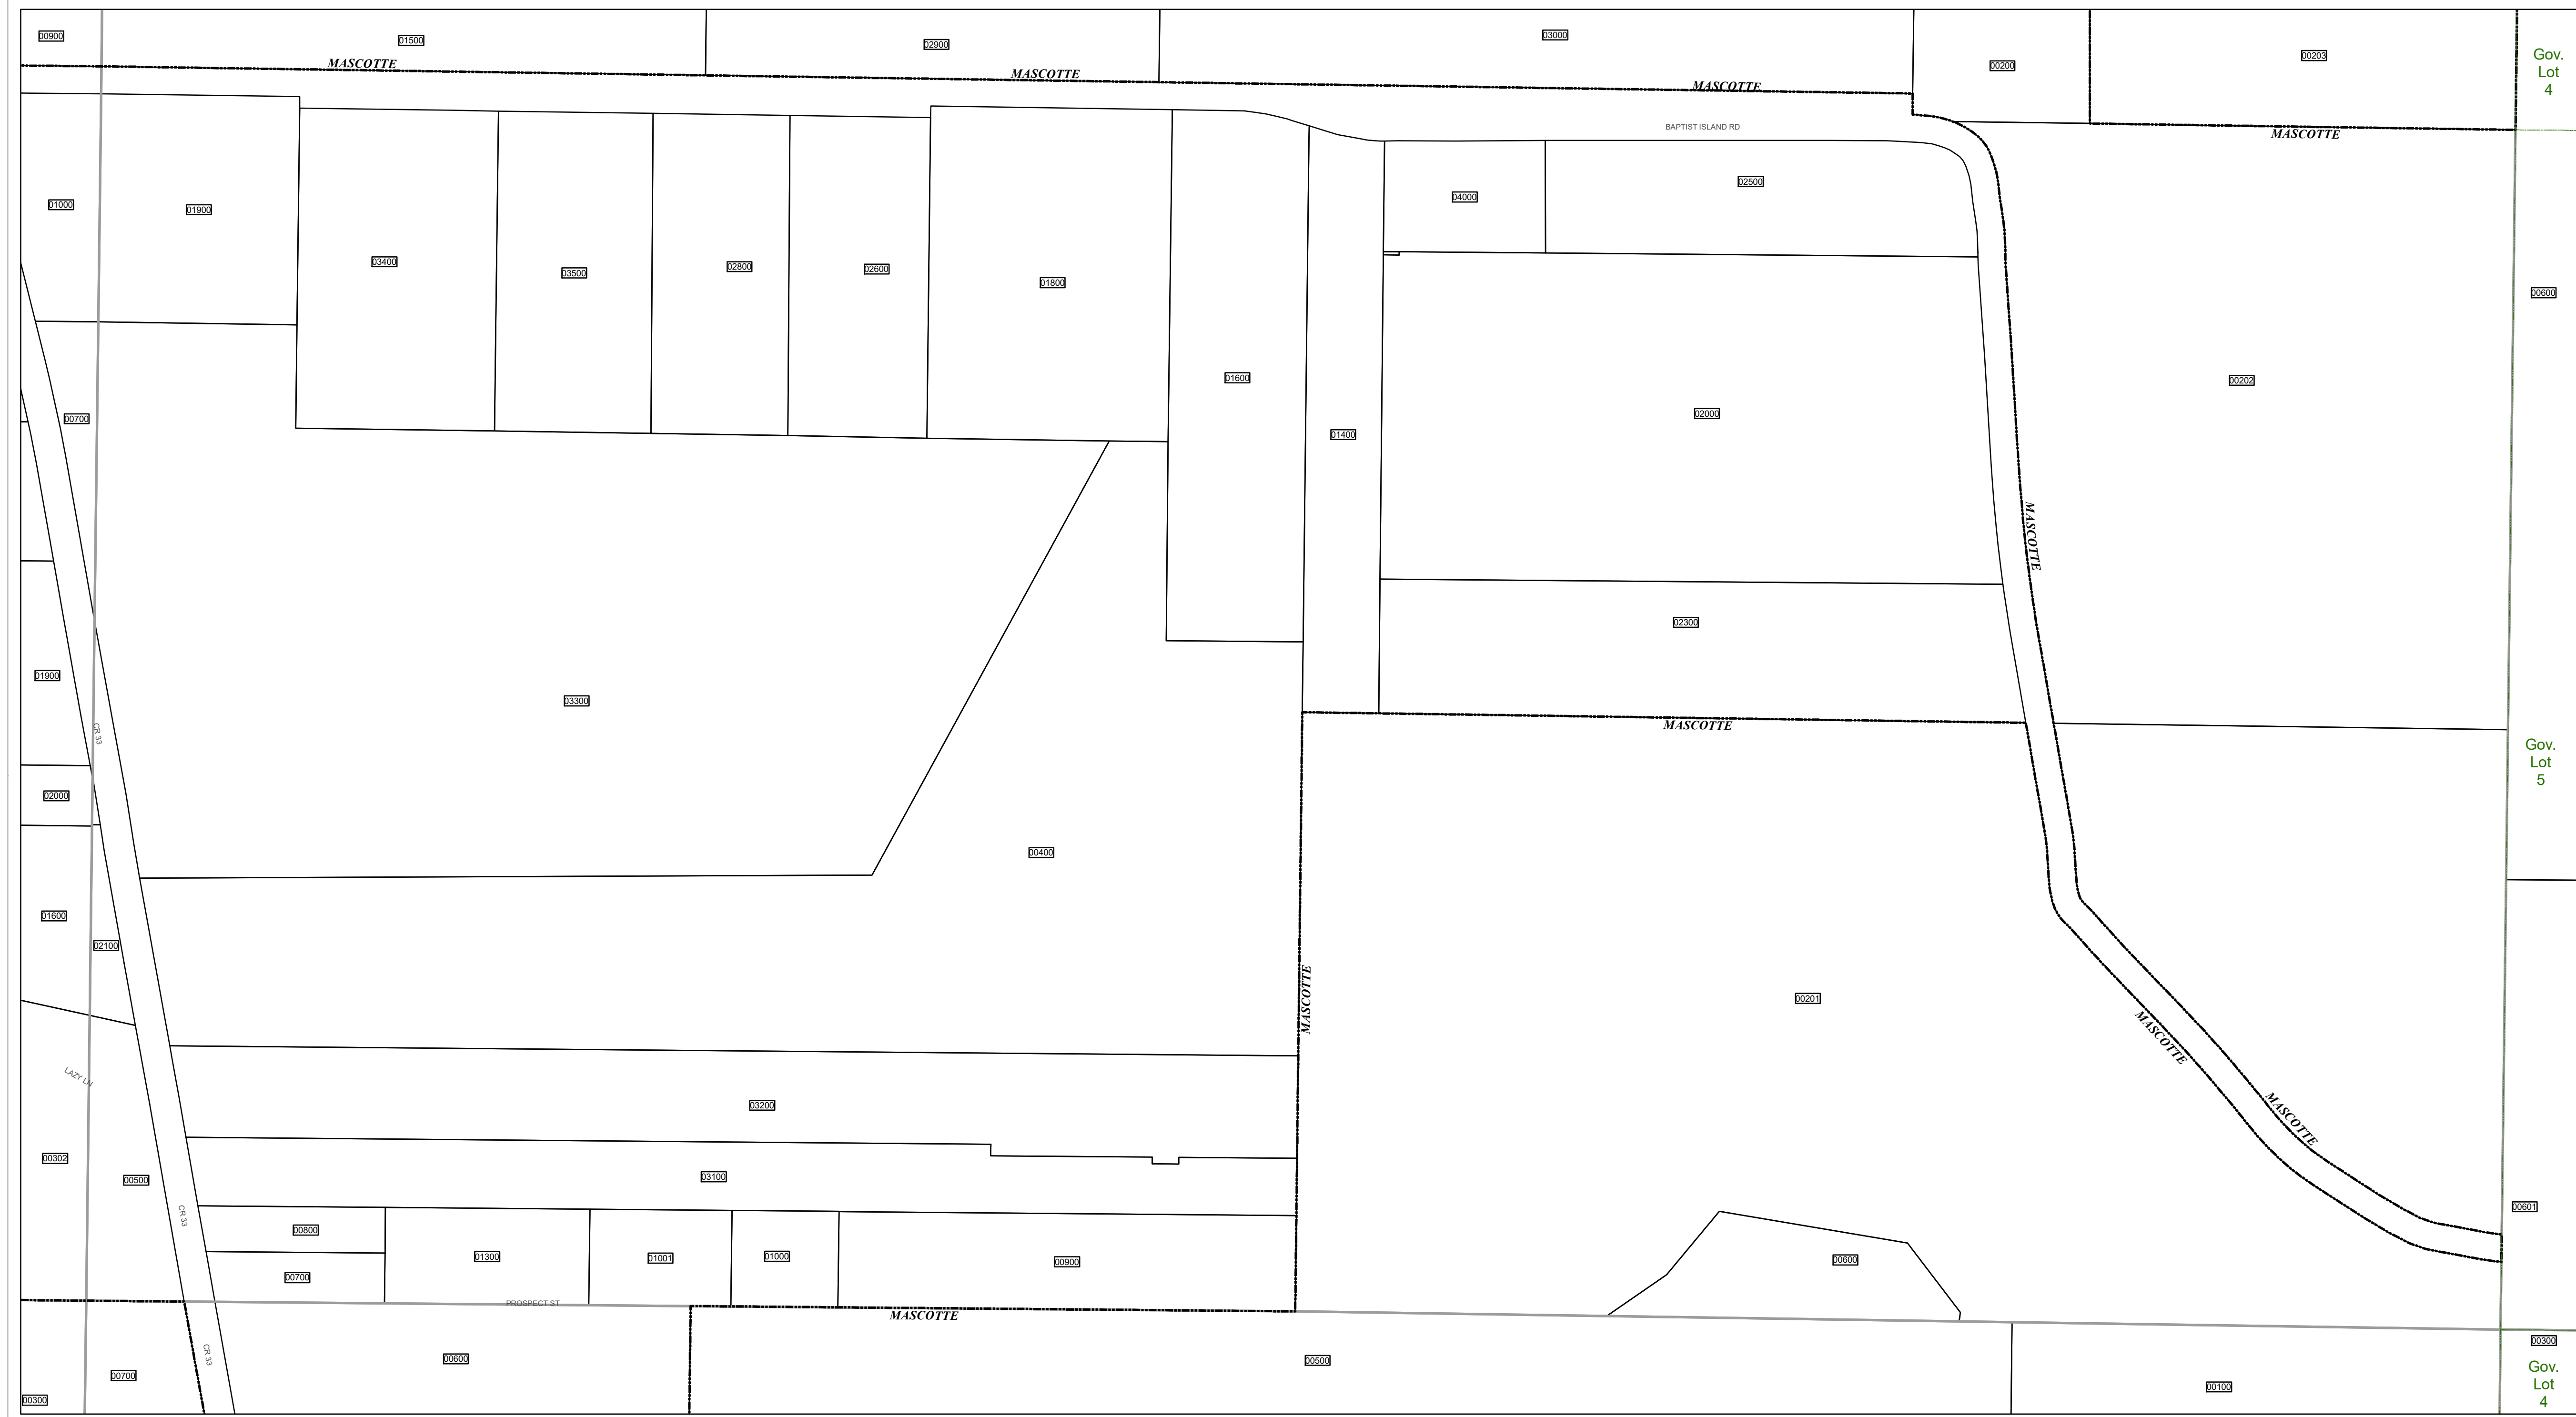 00900
01500
02900
03000
00200
00203
Gov.
Lot
4
MASCOTTE
MASCOTTE
MASCOTTE
BAPTIST ISLAND RD
MASCOTTE
01000
01900
03400
03500
02800
02600
01800
04000
02500
00600
01600
00202
00700
01400
02000
MASCOTTE
02300
01900
03300
CR 33
MASCOTTE
Gov.
Lot
5
02000
00400
01600
02100
MASCOTTE
00201
MASCOTTE
LAZY LN
03200
MASCOTTE
00302
00500
03100
CR 33
00601
00800
01300
01001
01000
00900
00600
00700
PROSPECT ST
MASCOTTE
CR 33
00600
00500
00700
00100
00300
00300
Gov.
Lot
4